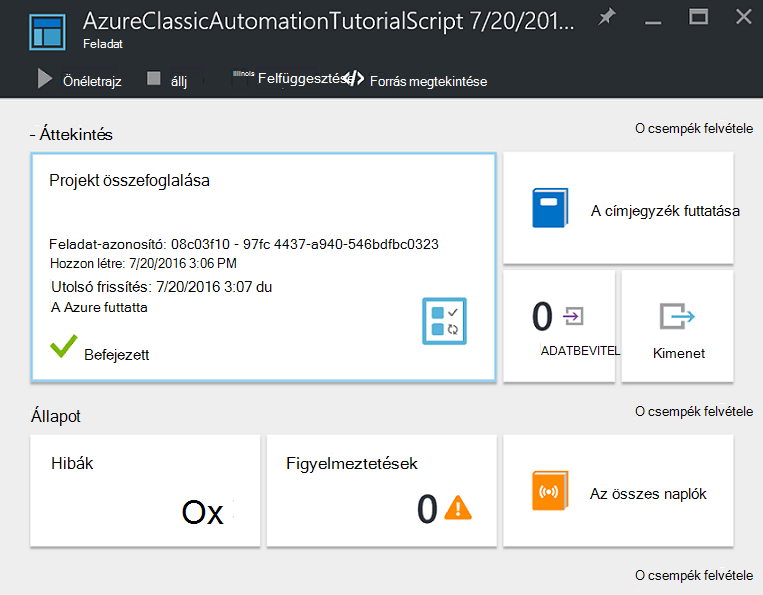 AzureClassicAutomationTutorialScript 7/20/201...
Feladat
Önéletrajz
állj
Illinois
Felfüggesztése
Forrás megtekintése
- Áttekintés
O csempék felvétele
Projekt összefoglalása
Feladat-azonosító: 08c03f10 - 97fc 4437-a940-546bdfbc0323
Hozzon létre: 7/20/2016 3:06 PM
Utolsó frissítés: 7/20/2016 3:07 du
A Azure futtatta
Befejezett
A címjegyzék futtatása
0
ADATBEVITEL
Kimenet
Állapot
O csempék felvétele
Hibák
Ox
Figyelmeztetések
0
Az összes naplók
O csempék felvétele